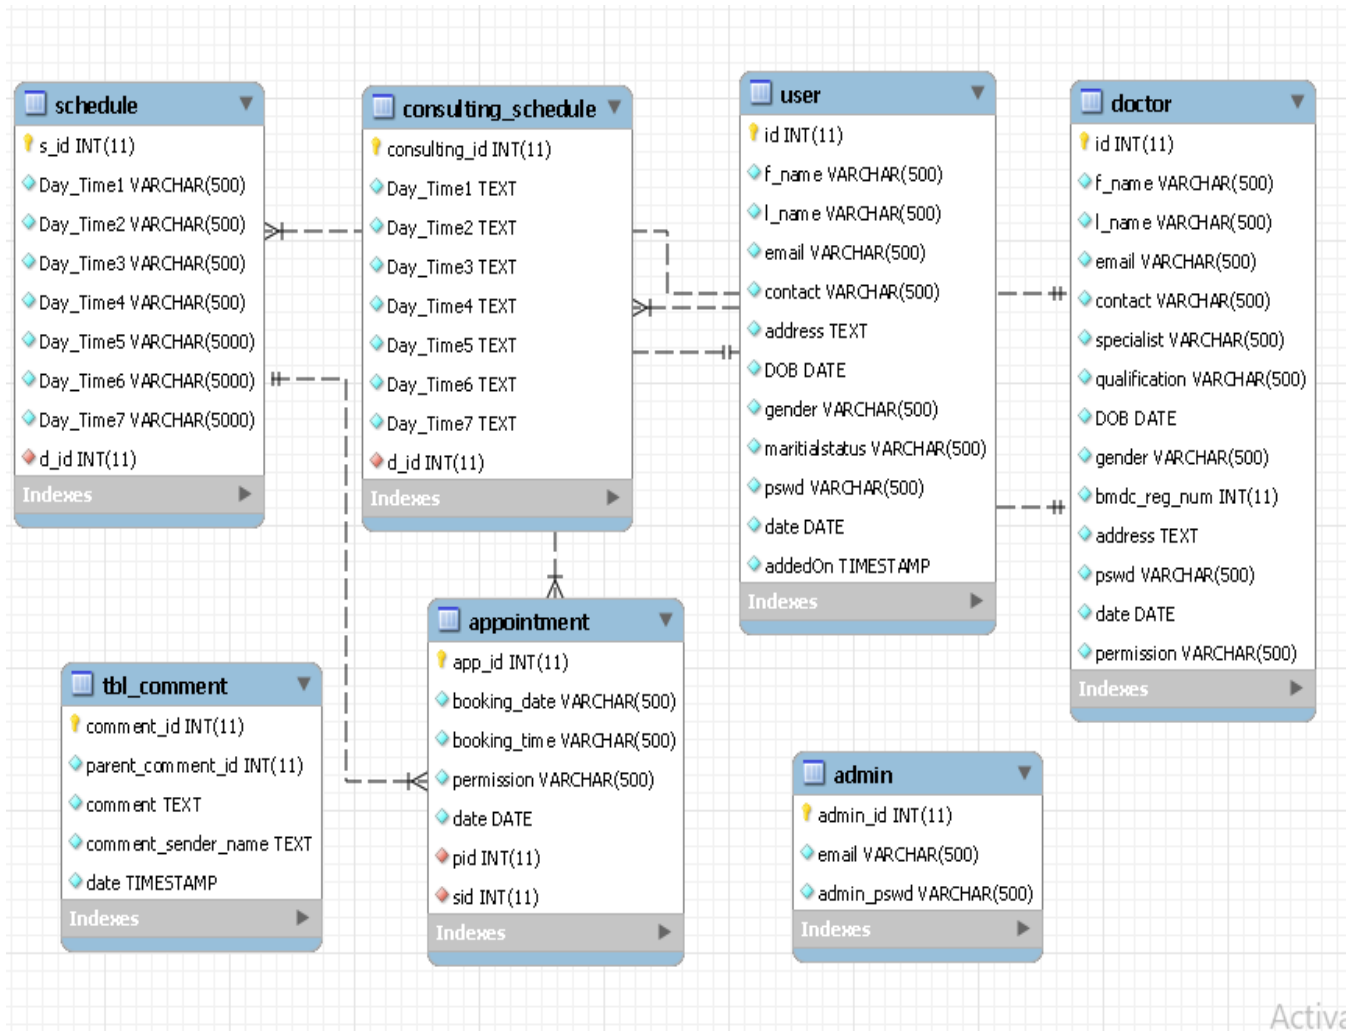 schedule
s_id INT(11)
Day_Time1 VARCHAR(500)
Day_Time2 VARCHAR(500)
Day_Time3 VARCHAR(500)
Day_Time4 VARCHAR(500)
Day_Time5 VARCHAR(5000)
Day_Time6 VARCHAR(5000)
Day_Time7 VARCHAR(5000)
d_id INT(11)
Indexes
consulting_schedule
consulting_id INT(11)
Day_Time1 TEXT
Day_Time2 TEXT
Day_Time3 TEXT
Day_Time4 TEXT
Day_Time5 TEXT
Day_Time6 TEXT
Day_Time7 TEXT
d_id INT(11)
Indexes
user
id INT(11)
f_name VARCHAR(500)
l_name VARCHAR(500)
email VARCHAR(500)
contact VARCHAR(500)
address TEXT
DOB DATE
gender VARCHAR(500)
maritialstatus VARCHAR(500)
pswd VARCHAR(500)
date DATE
addedOn TIMESTAMP
Indexes
doctor
id INT(11)
f_name VARCHAR(500)
l_name VARCHAR(500)
email VARCHAR(500)
contact VARCHAR(500)
specialist VARCHAR(500)
qualification VARCHAR(500)
DOB DATE
gender VARCHAR(500)
bmdc_reg_num INT(11)
address TEXT
pswd VARCHAR(500)
date DATE
permission VARCHAR(500)
Indexes
tbl_comment
comment_id INT(11)
parent_comment_id INT(11)
comment TEXT
comment_sender_name TEXT
date TIMESTAMP
Indexes
appointment
app_id INT(11)
booking_date VARCHAR(500)
booking_time VARCHAR(500)
permission VARCHAR(500)
date DATE
pid INT(11)
sid INT(11)
Indexes
admin
admin_id INT(11)
email VARCHAR(500)
admin_pswd VARCHAR(500)
Indexes
Activa